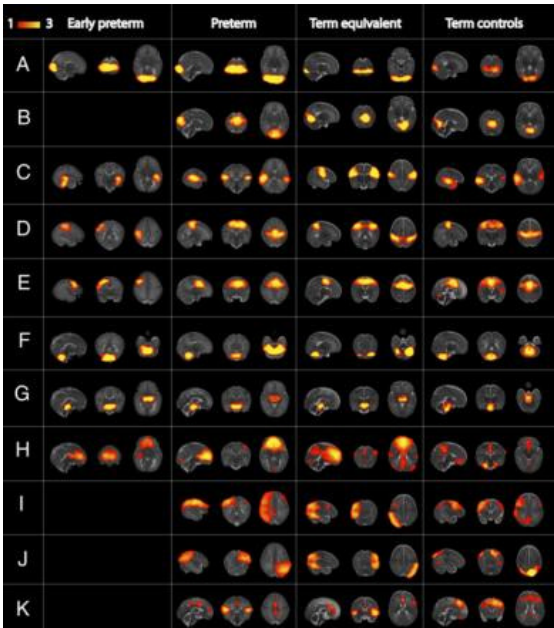 1 3 Early preterm Preterm Term equivalent Term controls
A
B
C
D
E
F
G
H
I
J
K